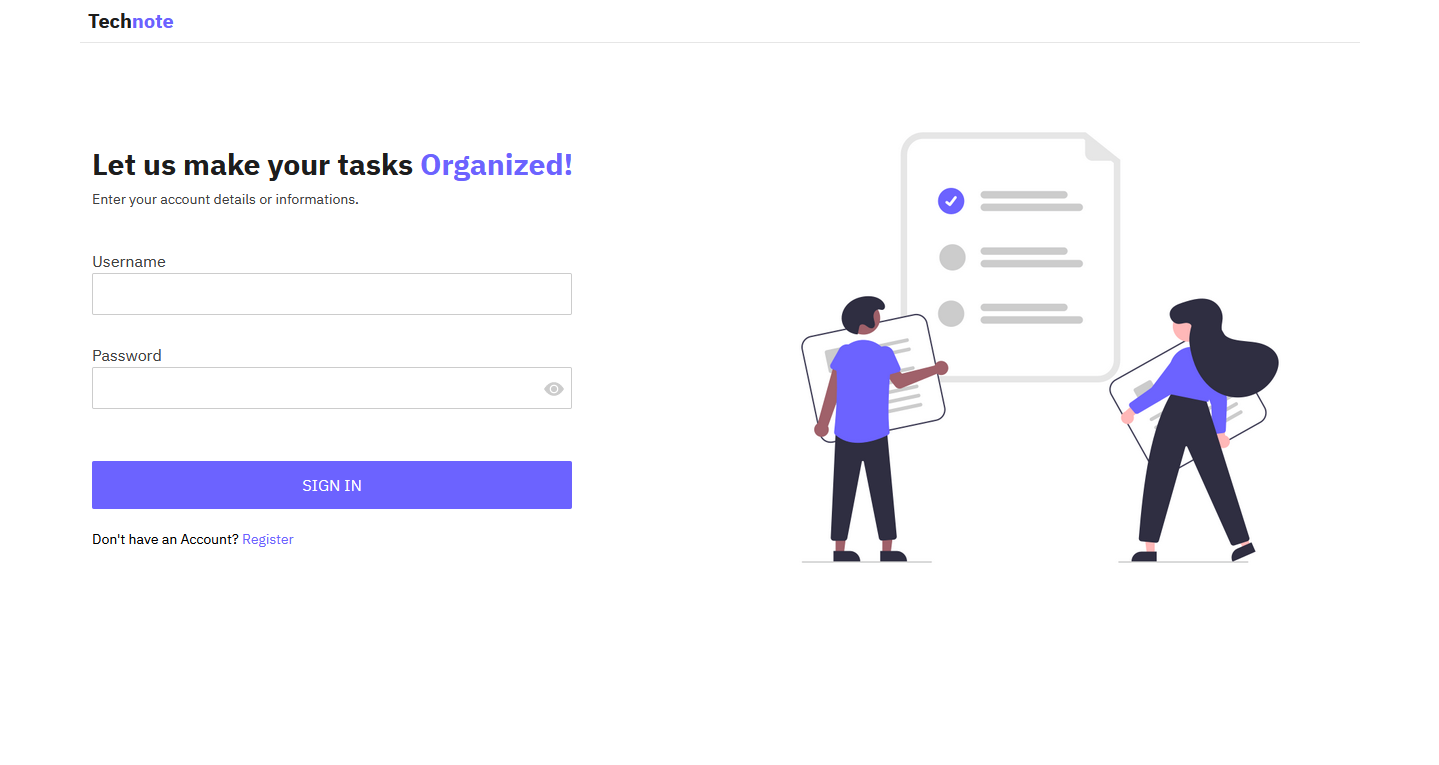 Technote
Let us make your tasks Organized!
Enter your account details or informations.
Username
Password
SIGN IN
Don't have an Account? Register